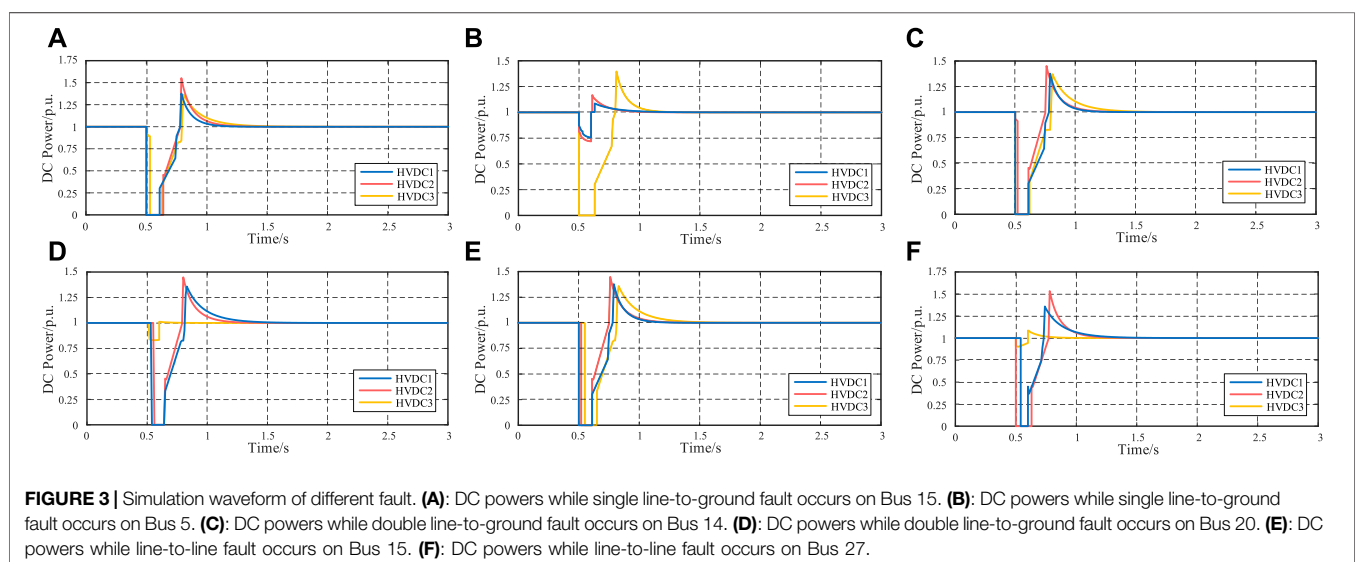 A
B
C
DC Power/p.u.
1.75
1.5
1.25
1
0.75
0.5
0.25
0
0
0.5
1
1.5
2
2.5
3
Time/s
HVDC1
HVDC2
HVDC3
DC Power/p.u.
1.5
1.25
1
0.75
0.5
0.25
0
0
0.5
1
1.5
2
2.5
3
Time/s
HVDC1
HVDC2
HVDC3
DC Power/p.u.
1.5
1.25
1
0.75
0.5
0.25
0
0
0.5
1
1.5
2
2.5
3
Time/s
HVDC1
HVDC2
HVDC3
D
E
F
DC Power/p.u.
1.5
1.25
1
0.75
0.5
0.25
0
0
0.5
1
1.5
2
2.5
3
Time/s
HVDC1
HVDC2
HVDC3
DC Power/p.u.
1.5
1.25
1
0.75
0.5
0.25
0
0
0.5
1
1.5
2
2.5
3
Time/s
HVDC1
HVDC2
HVDC3
DC Power/p.u.
1.75
1.5
1.25
1
0.75
0.5
0.25
0
0
0.5
1
1.5
2
2.5
3
Time/s
HVDC1
HVDC2
HVDC3
FIGURE 3 | Simulation waveform of different fault. (A): DC powers while single line-to-ground fault occurs on Bus 15. (B): DC powers while single line-to-ground
fault occurs on Bus 5. (C): DC powers while double line-to-ground fault occurs on Bus 14. (D): DC powers while double line-to-ground fault occurs on Bus 20. (E): DC
powers while line-to-line fault occurs on Bus 15. (F): DC powers while line-to-line fault occurs on Bus 27.